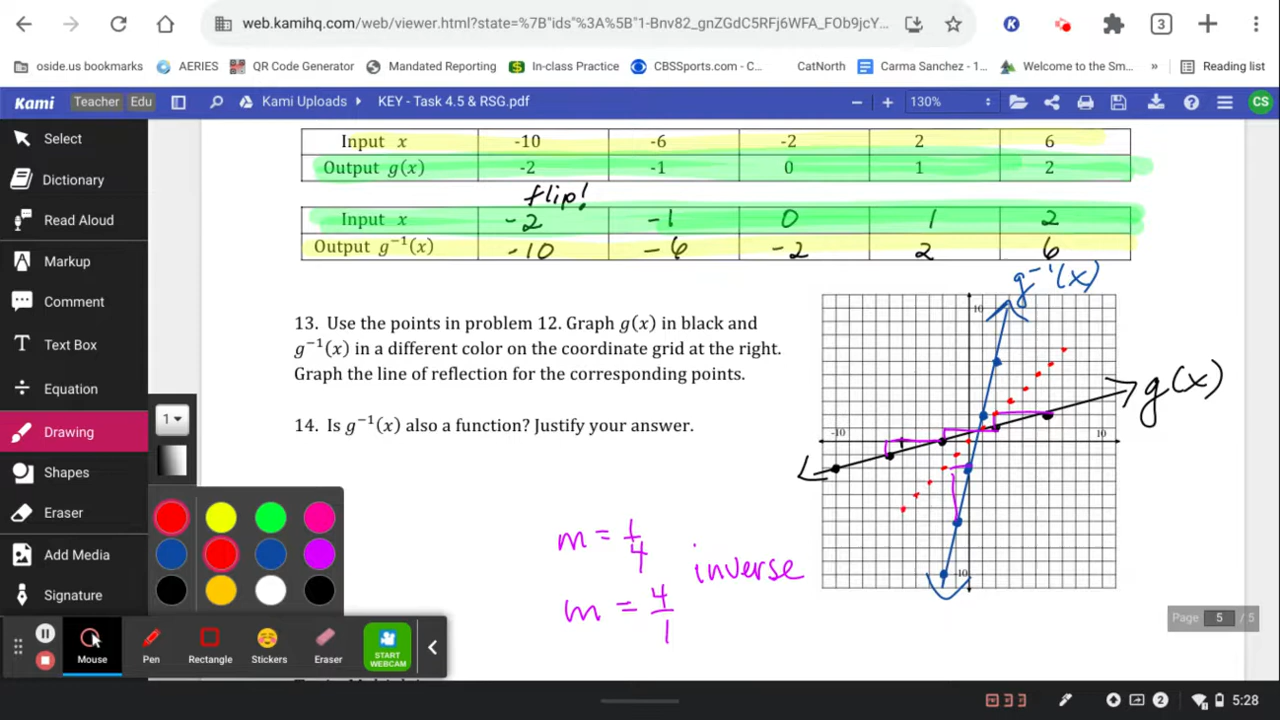 web.kamihq.com/web/viewer.html?state=%7B"ids"%3A%5B"1-Bnv82_gnZGdC5RFj6WFA_FOb9jcY...
3
oside.us bookmarks AERIES QR Code Generator Mandated Reporting In-class Practice CBSSports.com - C... CatNorth Carma Sanchez - 1... Welcome to the Sm... » Reading list
Kami Teacher Edu Kami Uploads KEY - Task 4.5 & RSG.pdf 130% CS
Select
Dictionary
Read Aloud
Markup
Comment
Text Box
Equation
Drawing
Shapes
Eraser
Add Media
Signature
1
Input x -10 -6 -2 2 6
Output g(x) -2 -1 0 1 2
flip!
Input x -2 -1 0 1 2
Output g⁻¹(x) -10 -6 -2 2 6
13. Use the points in problem 12. Graph g(x) in black and
g⁻¹(x) in a different color on the coordinate grid at the right.
Graph the line of reflection for the corresponding points.
14. Is g⁻¹(x) also a function? Justify your answer.
g⁻¹(x)
10
g(x)
-10 10
-10
m = 1/4
inverse
m = 4/1
Page 5 / 5
Mouse Pen Rectangle Stickers Eraser START WEBCAM
5:28
2